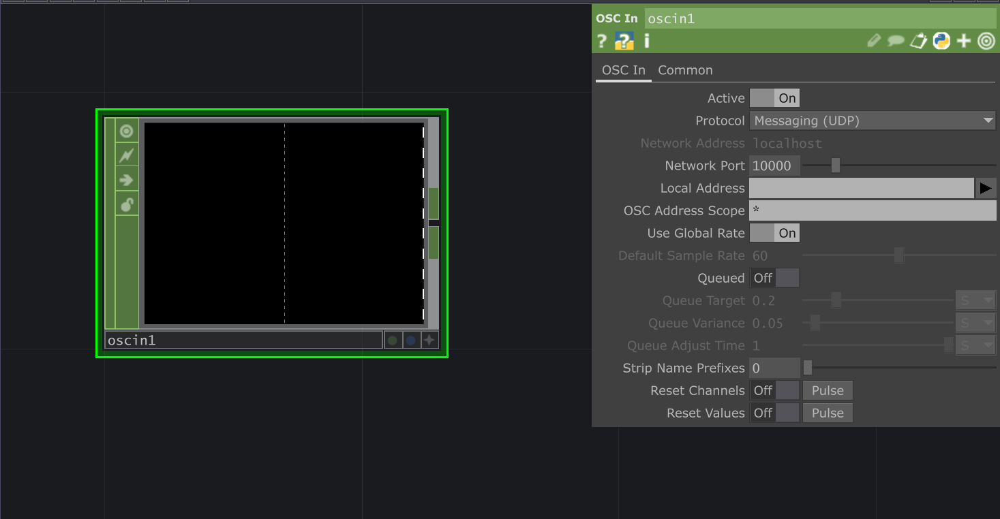 OSC In oscin1
? ? i
OSC In Common
Active On
Protocol Messaging (UDP)
Network Address localhost
Network Port 10000
Local Address
OSC Address Scope *
Use Global Rate On
Default Sample Rate 60
Queued Off
Queue Target 0.2 S
Queue Variance 0.05 S
Queue Adjust Time 1 S
Strip Name Prefixes 0
Reset Channels Off Pulse
Reset Values Off Pulse
oscin1